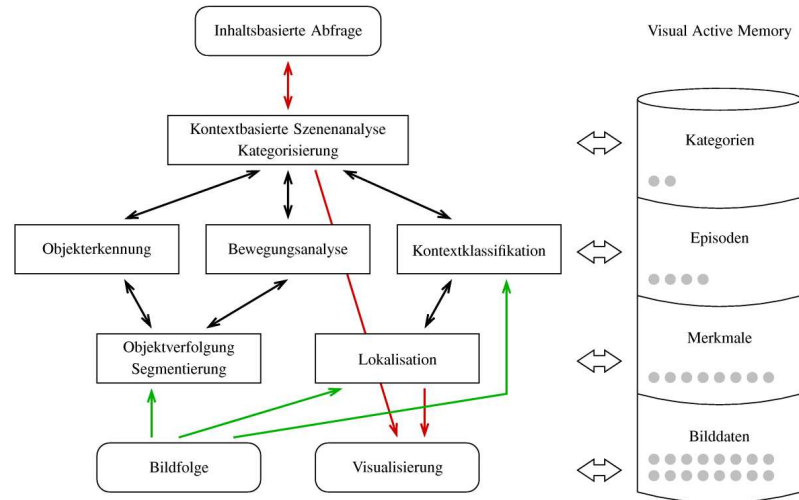 Inhaltsbasierte Abfrage
Visual Active Memory
Kontextbasierte Szenenanalyse
Kategorisierung
Kategorien
Objekterkennung
Bewegungsanalyse
Kontextklassifikation
Episoden
Objektverfolgung
Segmentierung
Lokalisation
Merkmale
Bildfolge
Visualisierung
Bilddaten